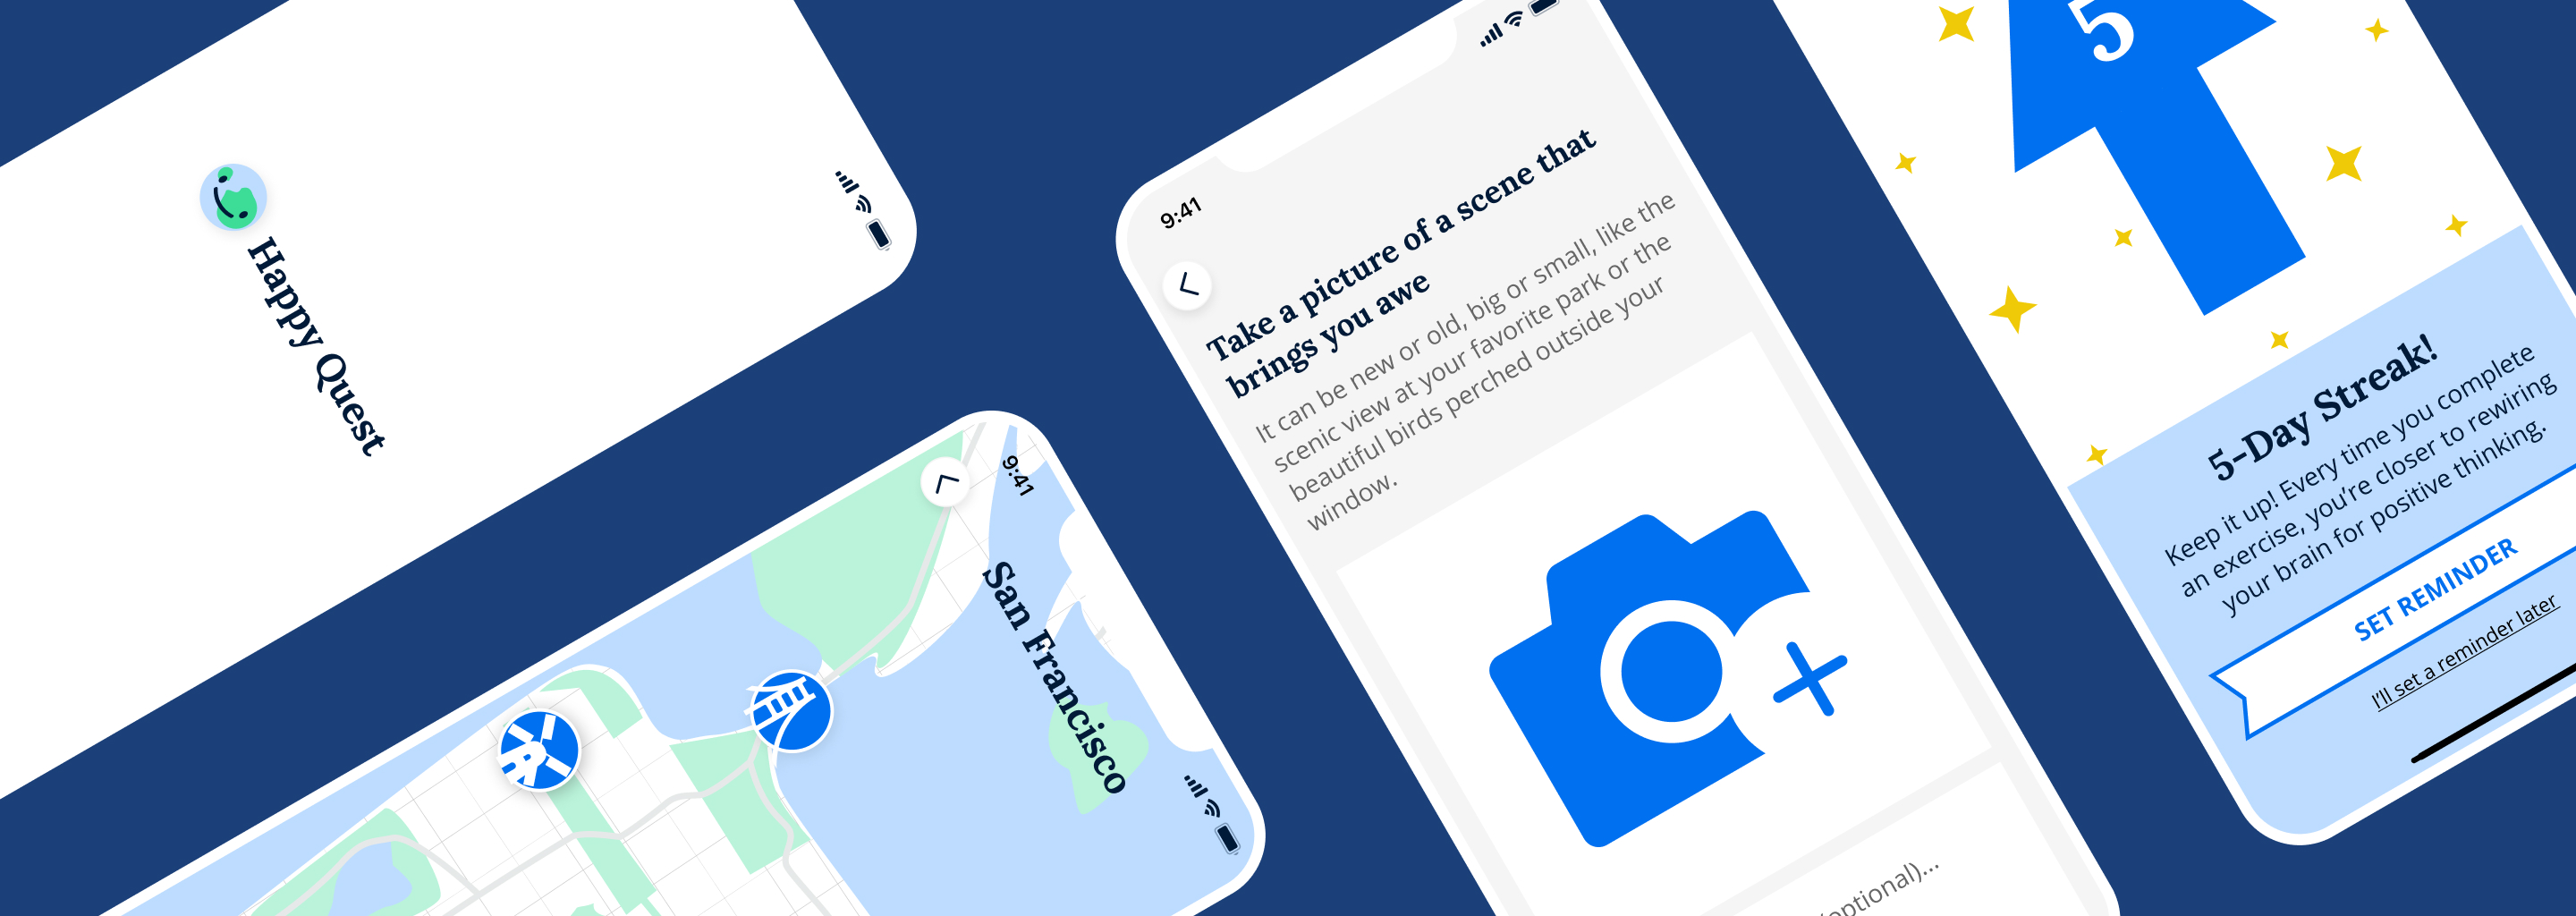 Happy Quest
9:41
San Francisco
9:41
Take a picture of a scene that
brings you awe
It can be new or old, big or small, like the
scenic view at your favorite park or the
beautiful birds perched outside your
window.
optional)...
5
5-Day Streak!
Keep it up! Every time you complete
an exercise, you're closer to rewiring
your brain for positive thinking.
SET REMINDER
I'll set a reminder later